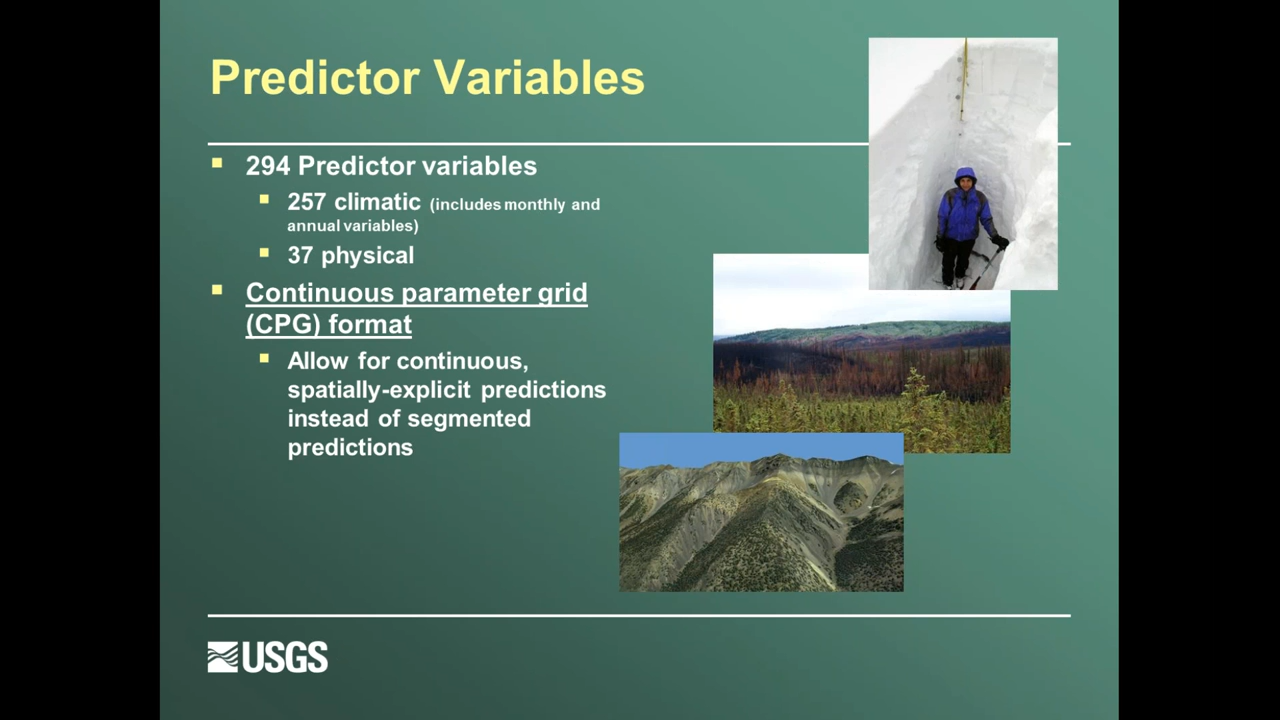 Predictor Variables
294 Predictor variables
257 climatic (includes monthly and
annual variables)
37 physical
Continuous parameter grid
(CPG) format
Allow for continuous,
spatially-explicit predictions
instead of segmented
predictions
USGS